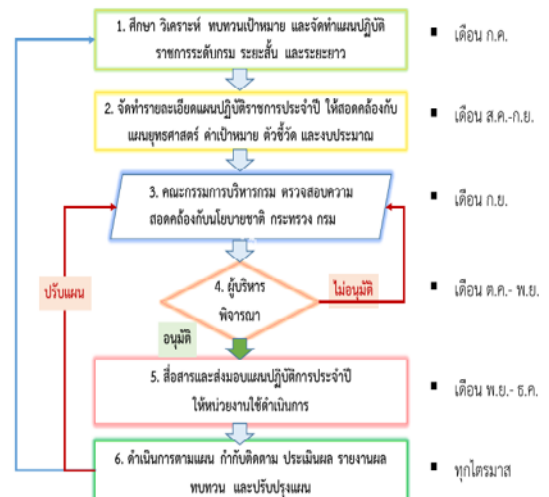 1. ศึกษา วิเคราะห์ ทบทวนเป้าหมาย และจัดทำแผนปฏิบัติ
ราชการระดับกรม ระยะสั้น และระยะยาว
▪ เดือน ก.ค.
2. จัดทำรายละเอียดแผนปฏิบัติราชการประจำปี ให้สอดคล้องกับ
แผนยุทธศาสตร์ ค่าเป้าหมาย ตัวชี้วัด และงบประมาณ
▪ เดือน ส.ค.-ก.ย.
3. คณะกรรมการบริหารกรม ตรวจสอบความ
สอดคล้องกับนโยบายชาติ กระทรวง กรม
▪ เดือน ก.ย.
ปรับแผน
4. ผู้บริหาร
พิจารณา
ไม่อนุมัติ
▪ เดือน ต.ค.- พ.ย.
อนุมัติ
5. สื่อสารและส่งมอบแผนปฏิบัติการประจำปี
ให้หน่วยงานใช้ดำเนินการ
▪ เดือน พ.ย.- ธ.ค.
6. ดำเนินการตามแผน กำกับติดตาม ประเมินผล รายงานผล
ทบทวน และปรับปรุงแผน
▪ ทุกไตรมาส